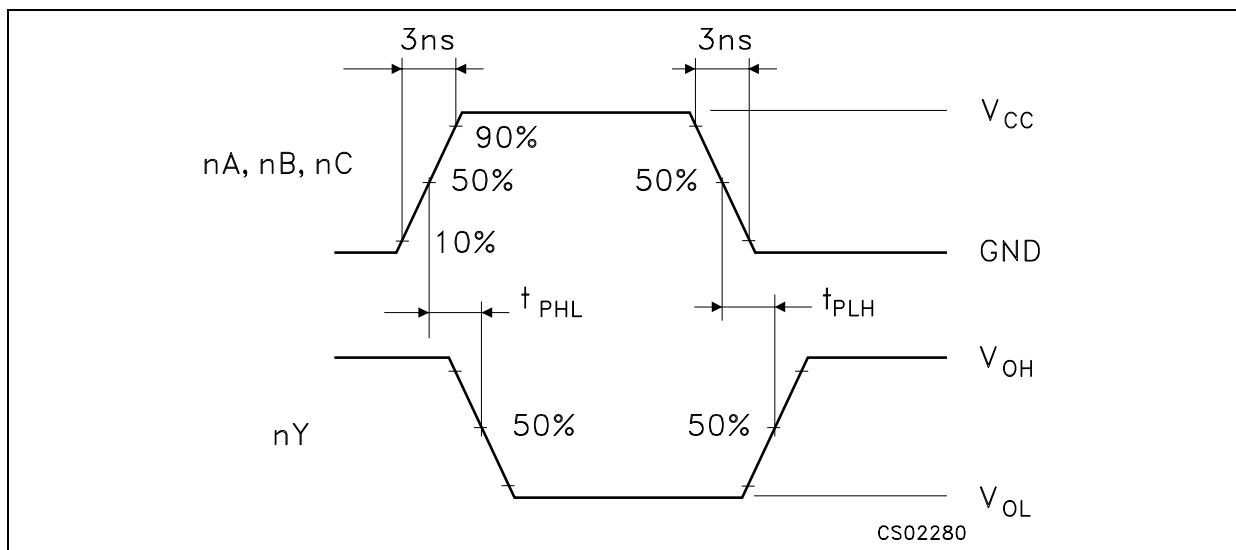 3ns 3ns
V_CC
90%
nA, nB, nC
50% 50%
10%
GND
t_PHL t_PLH
V_OH
50% 50%
nY
V_OL
CS02280